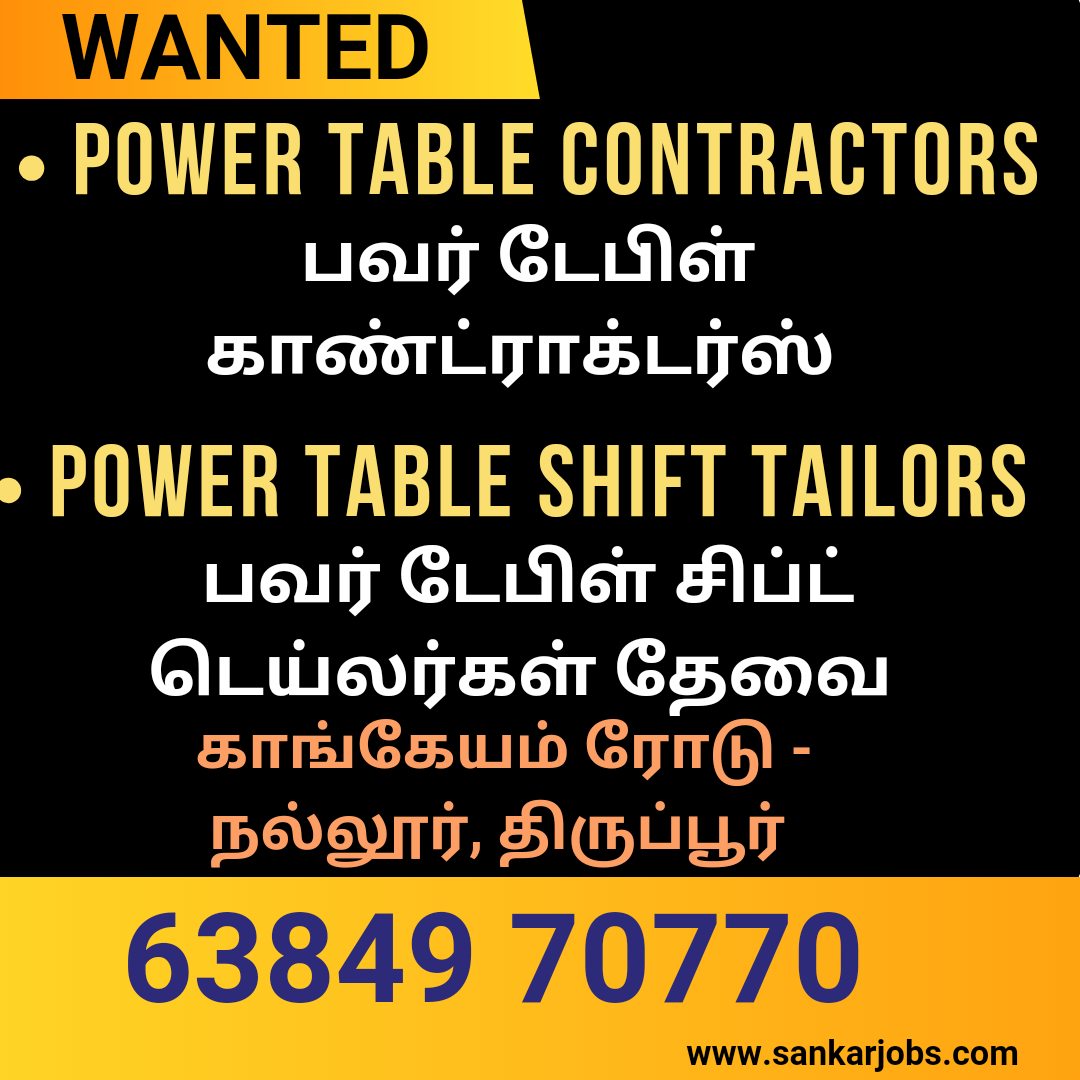 WANTED
• POWER TABLE CONTRACTORS
பவர் டேபிள்
காண்ட்ராக்டர்ஸ்
• POWER TABLE SHIFT TAILORS
பவர் டேபிள் சிப்ட்
டெய்லர்கள் தேவை
காங்கேயம் ரோடு -
நல்லூர், திருப்பூர்
63849 70770
www.sankarjobs.com